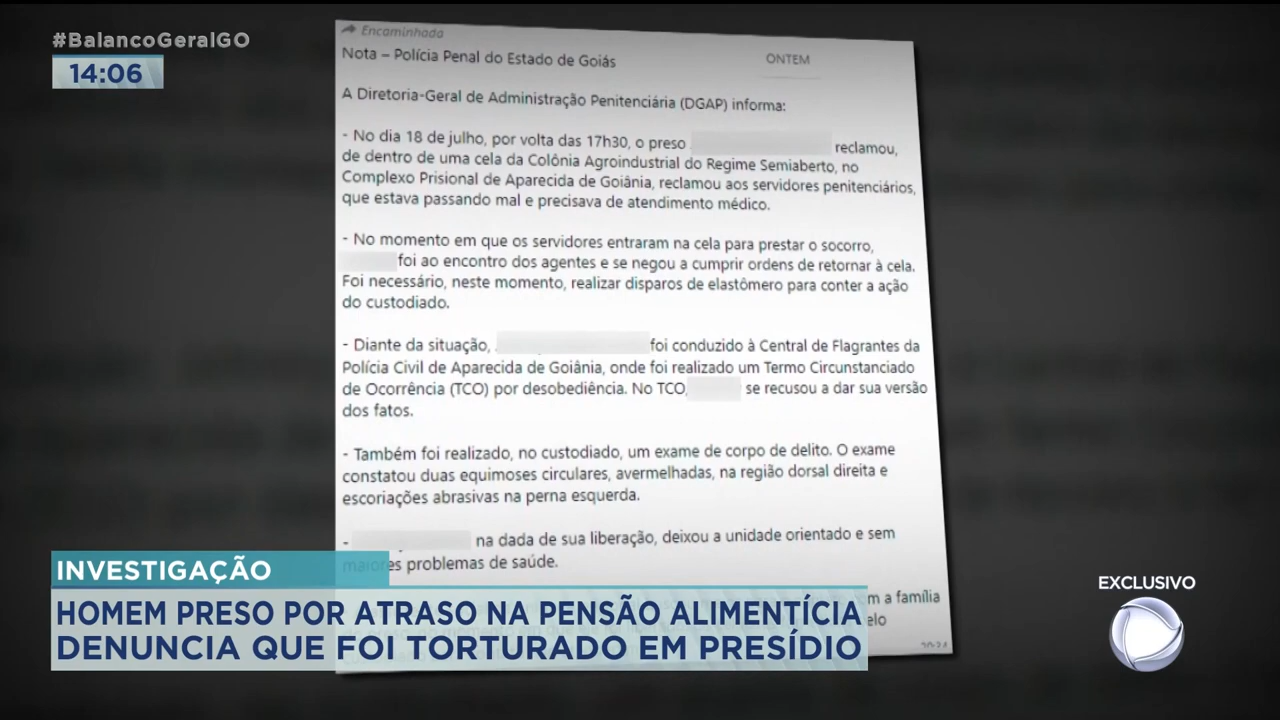 #BalancoGeralGO
14:06
Encaminhada
Nota – Polícia Penal do Estado de Goiás
ONTEM
A Diretoria-Geral de Administração Penitenciária (DGAP) informa:
- No dia 18 de julho, por volta das 17h30, o preso reclamou,
de dentro de uma cela da Colônia Agroindustrial do Regime Semiaberto, no
Complexo Prisional de Aparecida de Goiânia, reclamou aos servidores penitenciários,
que estava passando mal e precisava de atendimento médico.
- No momento em que os servidores entraram na cela para prestar o socorro,
foi ao encontro dos agentes e se negou a cumprir ordens de retornar à cela.
Foi necessário, neste momento, realizar disparos de elastômero para conter a ação
do custodiado.
- Diante da situação, foi conduzido à Central de Flagrantes da
Polícia Civil de Aparecida de Goiânia, onde foi realizado um Termo Circunstanciado
de Ocorrência (TCO) por desobediência. No TCO, se recusou a dar sua versão
dos fatos.
- Também foi realizado, no custodiado, um exame de corpo de delito. O exame
constatou duas equimoses circulares, avermelhadas, na região dorsal direita e
escoriações abrasivas na perna esquerda.
- na dada de sua liberação, deixou a unidade orientado e sem
maiores problemas de saúde.
a família
INVESTIGAÇÃO
HOMEM PRESO POR ATRASO NA PENSÃO ALIMENTÍCIA
DENUNCIA QUE FOI TORTURADO EM PRESÍDIO
EXCLUSIVO